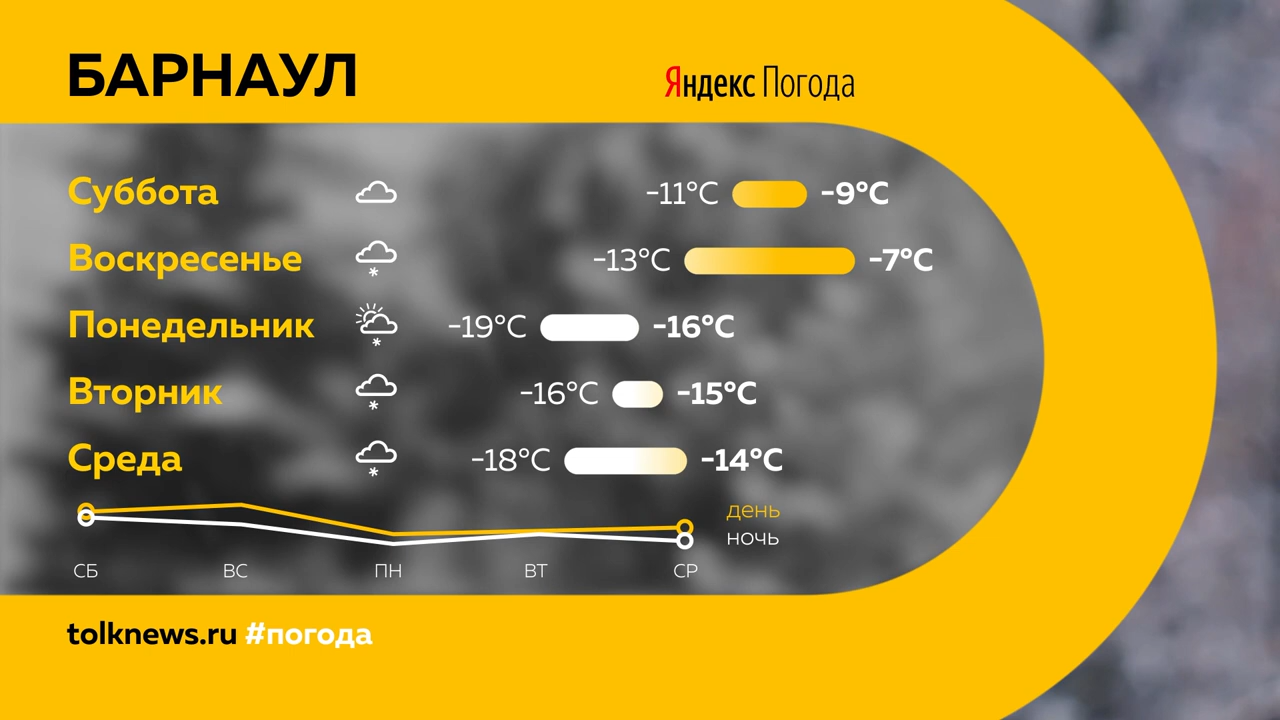 БАРНАУЛ
Яндекс Погода
Суббота -11°C -9°C
Воскресенье -13°C -7°C
Понедельник -19°C -16°C
Вторник -16°C -15°C
Среда -18°C -14°C
день
ночь
СБ ВС ПН ВТ СР
tolknews.ru #погода